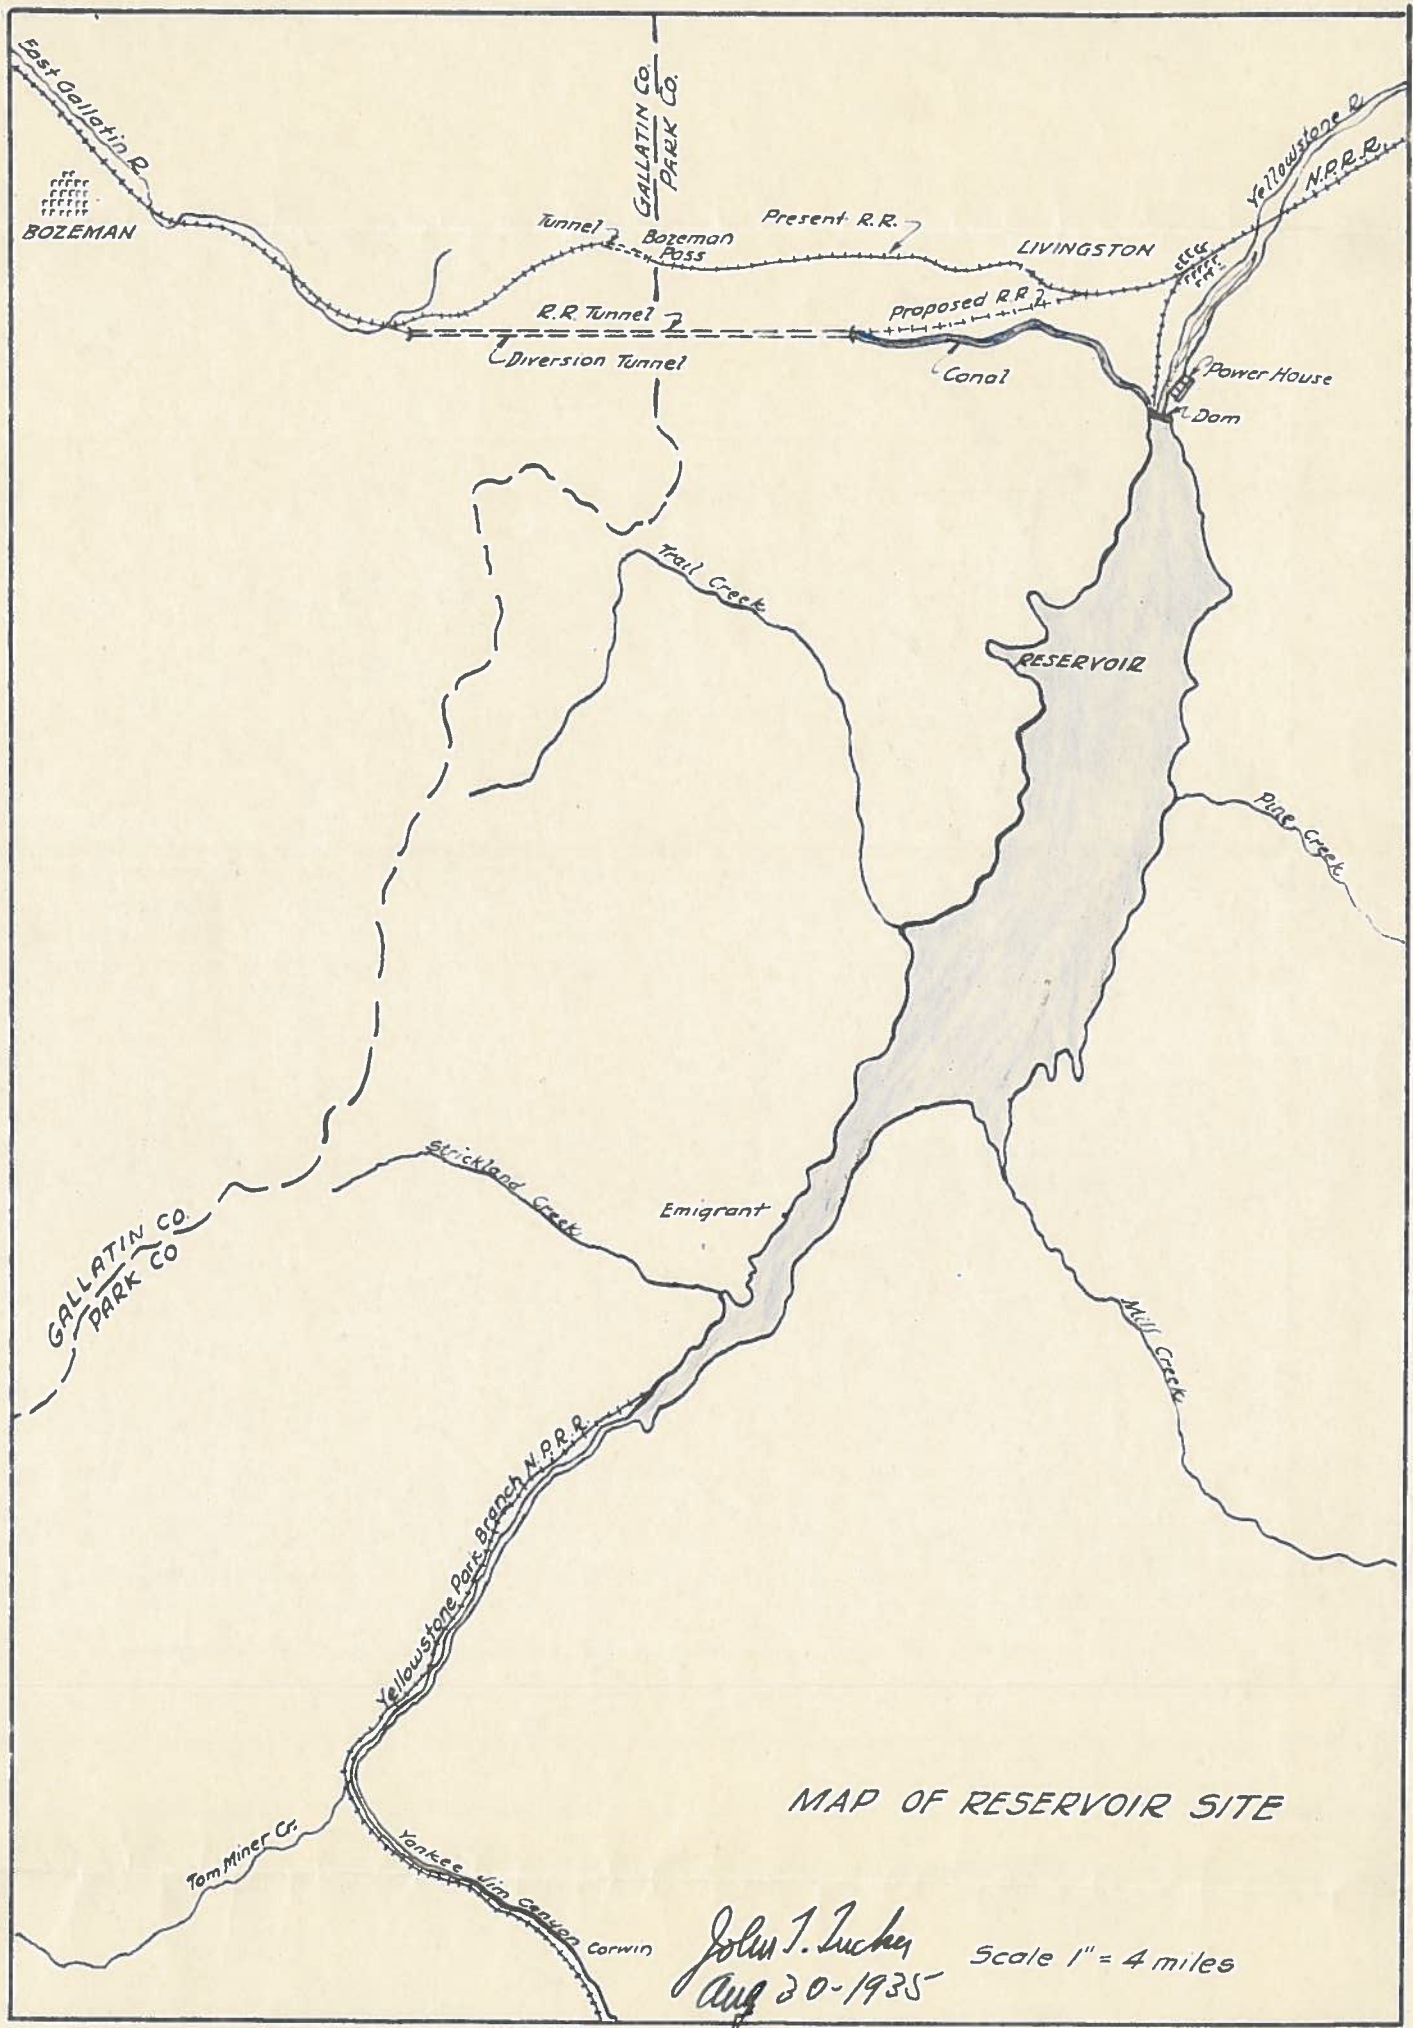 East Gallatin R.
GALLATIN CO.
PARK CO.
Yellowstone R.
N.P.R.R.
BOZEMAN
Tunnel
Bozeman
Pass
Present R.R.
LIVINGSTON
R.R. Tunnel
Proposed R.R.
Diversion Tunnel
Canal
Power House
Dam
Trail Creek
RESERVOIR
Pine Creek
Strickland Creek
Emigrant
GALLATIN CO.
PARK CO
Mill Creek
Yellowstone Park Branch N.P.R.R.
MAP OF RESERVOIR SITE
Tom Miner Cr.
Yankee Jim Canyon
Corwin
John T. Tucker
Aug 30-1935
Scale 1" = 4 miles